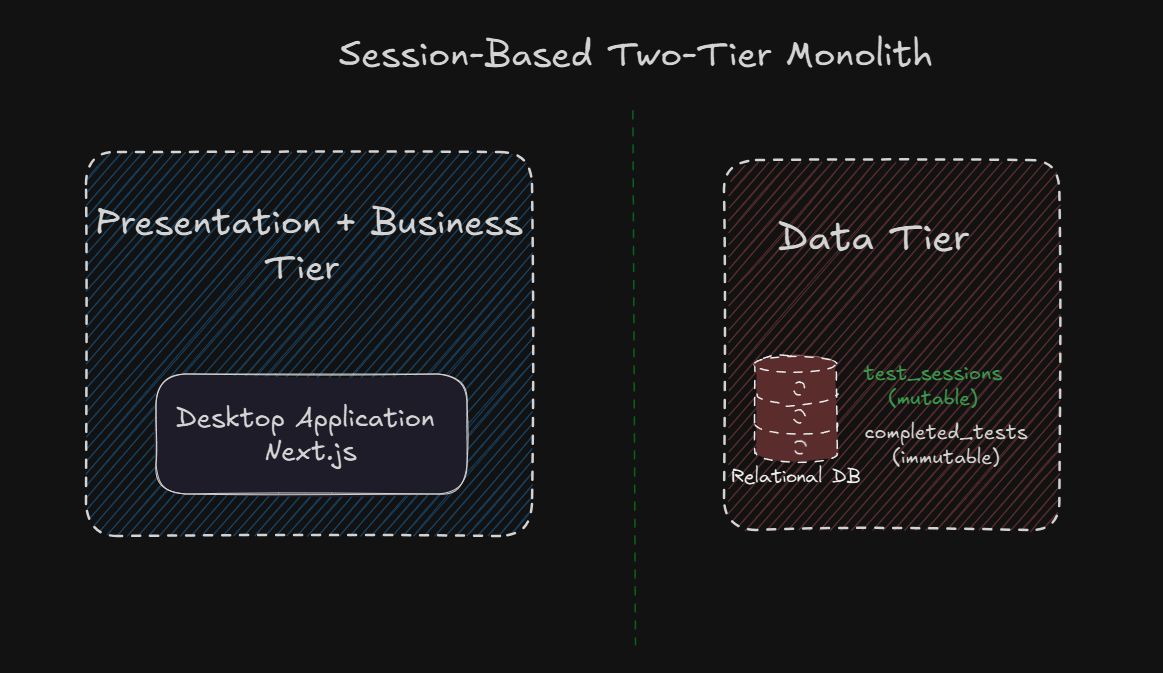 Session-Based Two-Tier Monolith
Presentation + Business
Tier
Desktop Application
Next.js
Data Tier
test_sessions
(mutable)
completed_tests
(immutable)
Relational DB